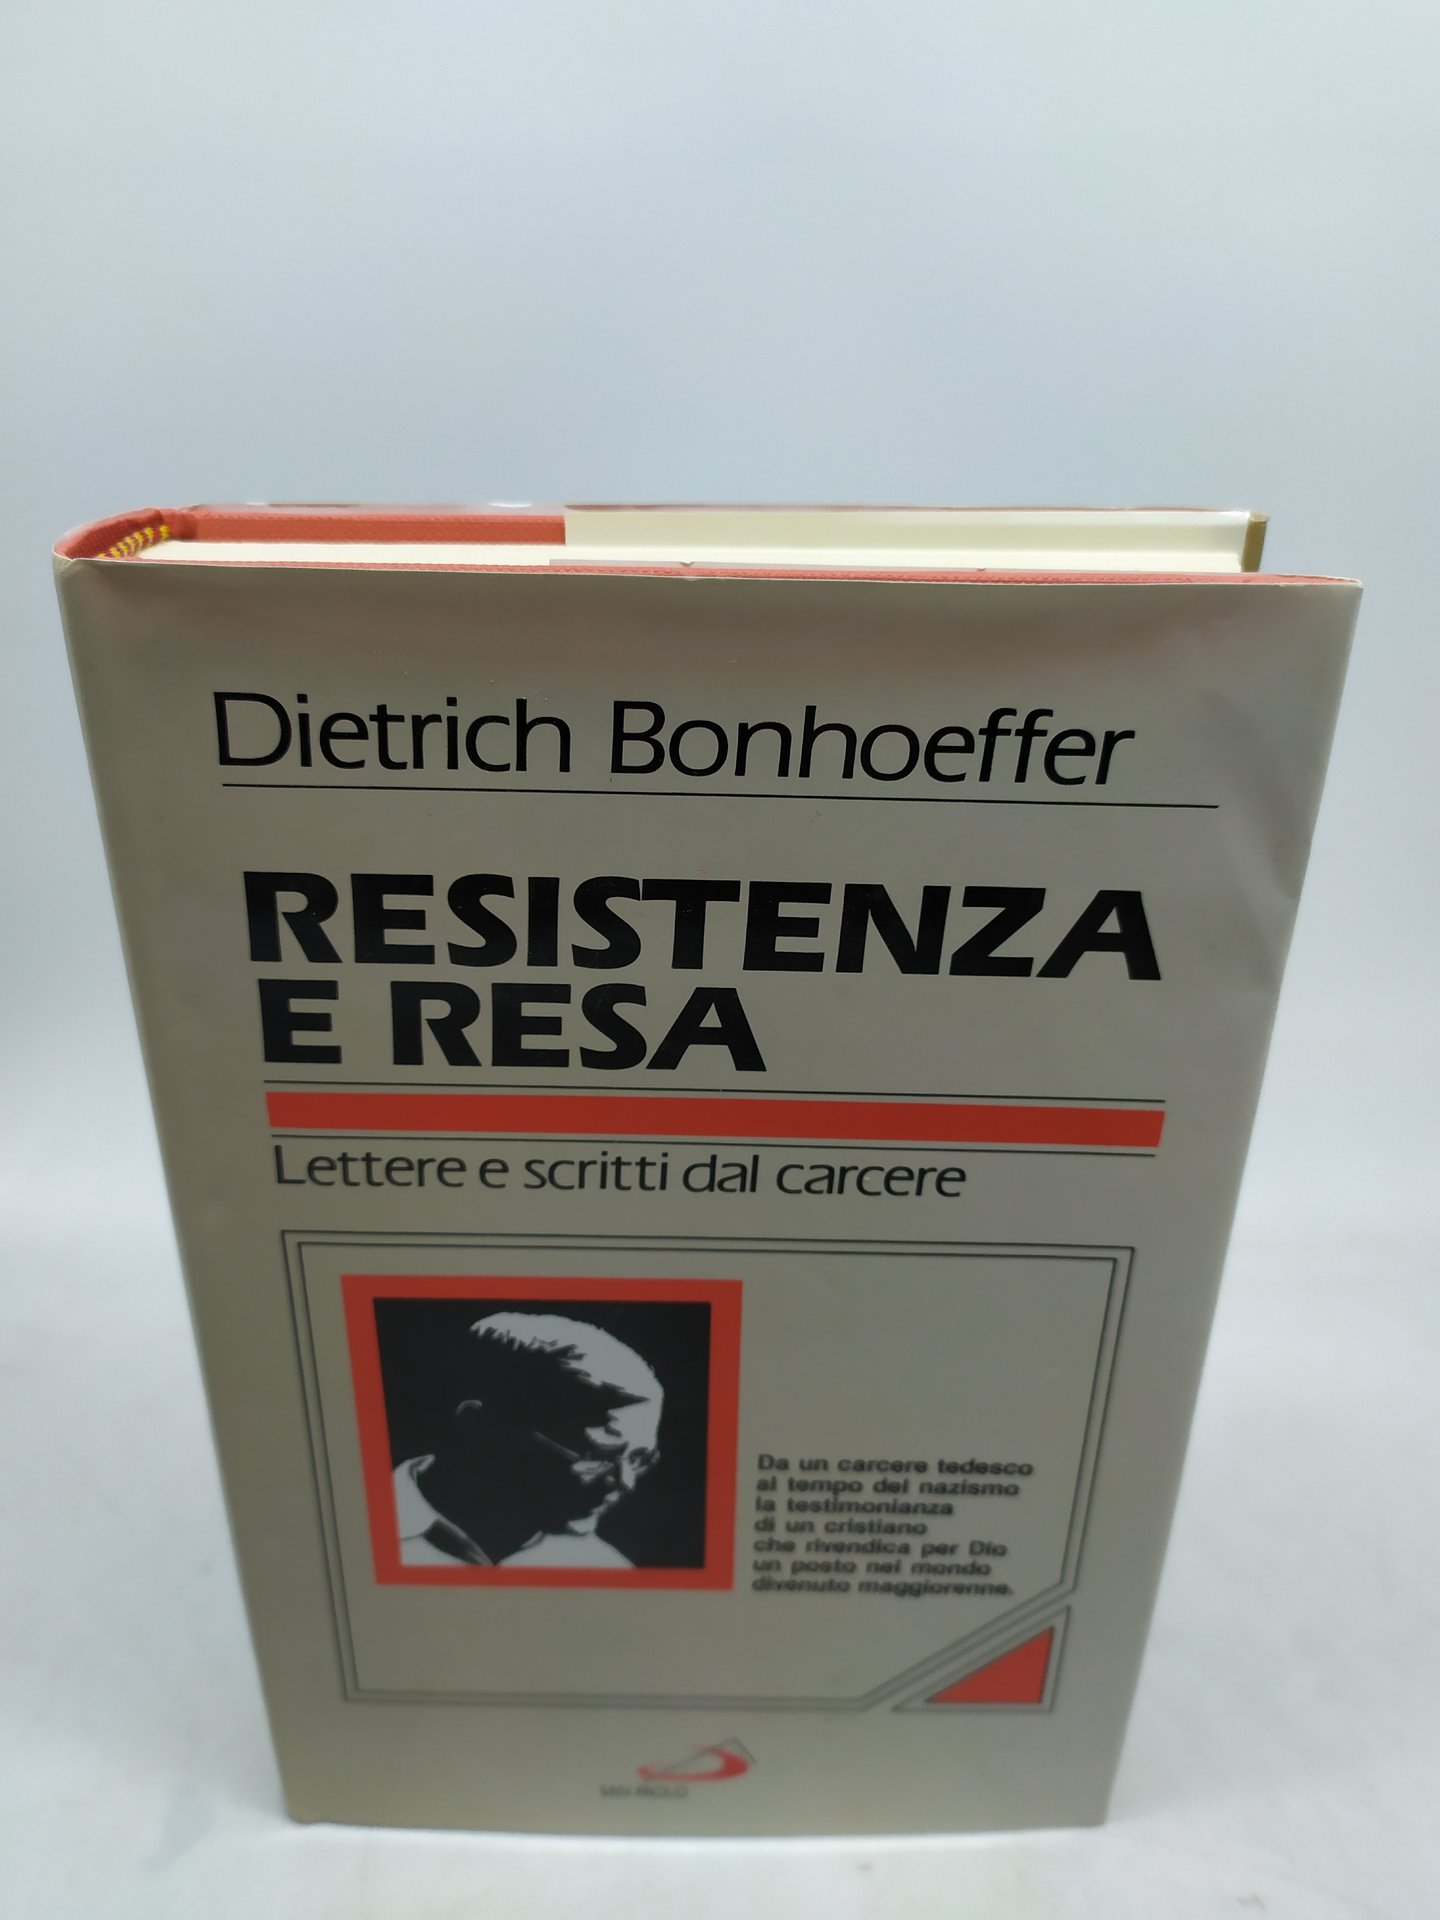 Dietrich Bonhoeffer
RESISTENZA
E RESA
Lettere e scritti dal carcere
Da un carcere tedesco
al tempo del nazismo
la testimonianza
di un cristiano
che rivendica per Dio
un posto nel mondo
divenuto maggiorenne.
SAN PAOLO